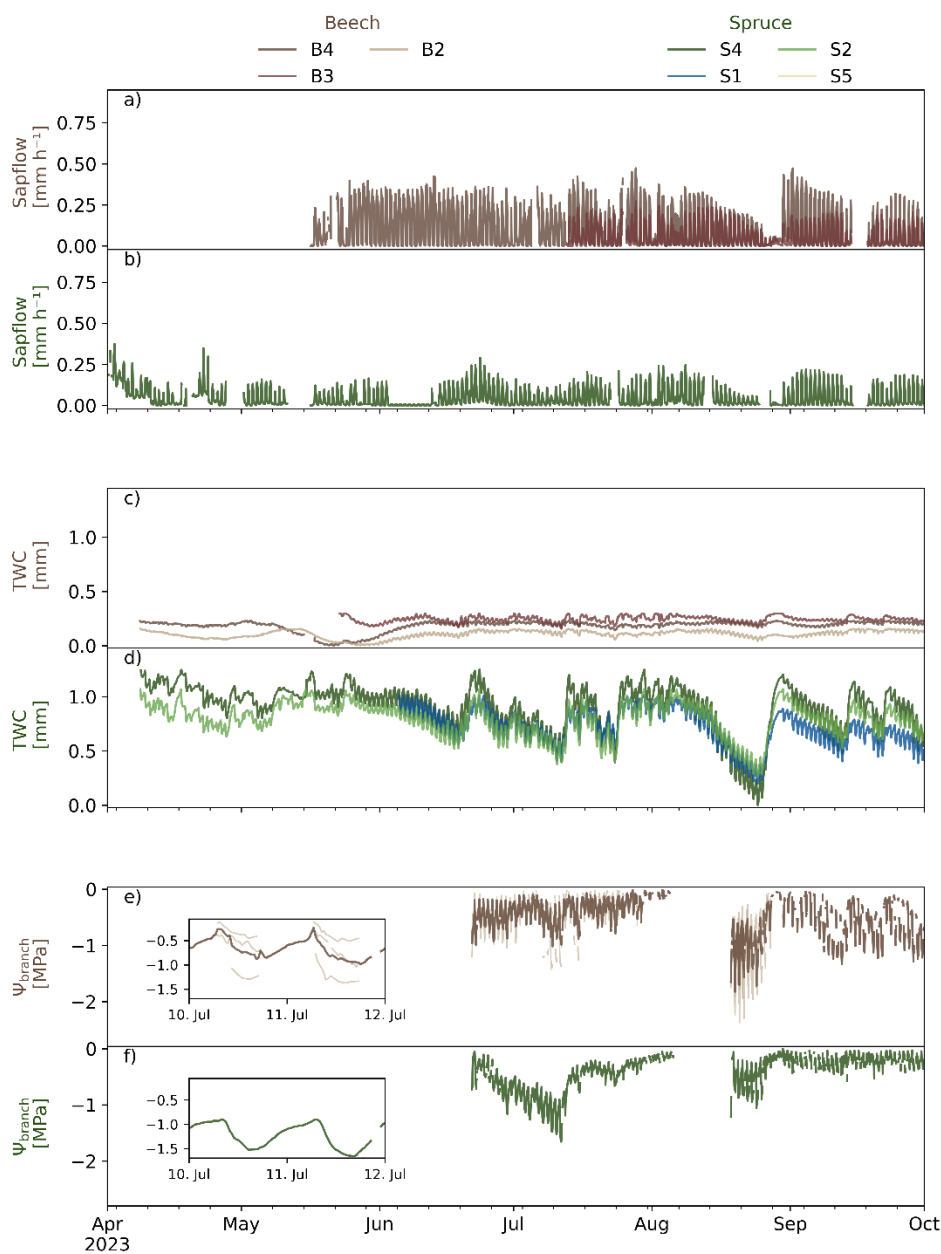 Beech
Spruce
B4 B2
B3
S4 S2
S1 S5
a)
Sapflow
[mm h⁻¹]
0.75
0.50
0.25
0.00
b)
Sapflow
[mm h⁻¹]
0.75
0.50
0.25
0.00
c)
TWC
[mm]
1.0
0.5
0.0
d)
TWC
[mm]
1.0
0.5
0.0
e)
Ψbranch
[MPa]
0
−1
−2
−0.5
−1.0
−1.5
10. Jul 11. Jul 12. Jul
f)
Ψbranch
[MPa]
0
−1
−2
−0.5
−1.0
−1.5
10. Jul 11. Jul 12. Jul
Apr May Jun Jul Aug Sep Oct
2023